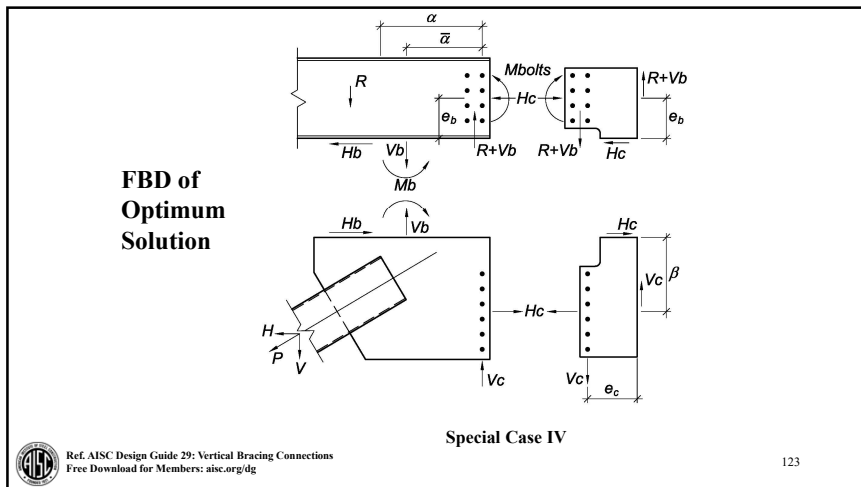 α
ᾱ
Mbolts
R+Vb
R
Hc
e_b
e_b
Hb
Vb
R+Vb
R+Vb
Hc
Mb
FBD of
Optimum
Solution
Hb
Vb
Hc
Vc
β
H
Hc
P
V
Vc
Vc
e_c
Special Case IV
AISC
Ref. AISC Design Guide 29: Vertical Bracing Connections
Free Download for Members: aisc.org/dg
123